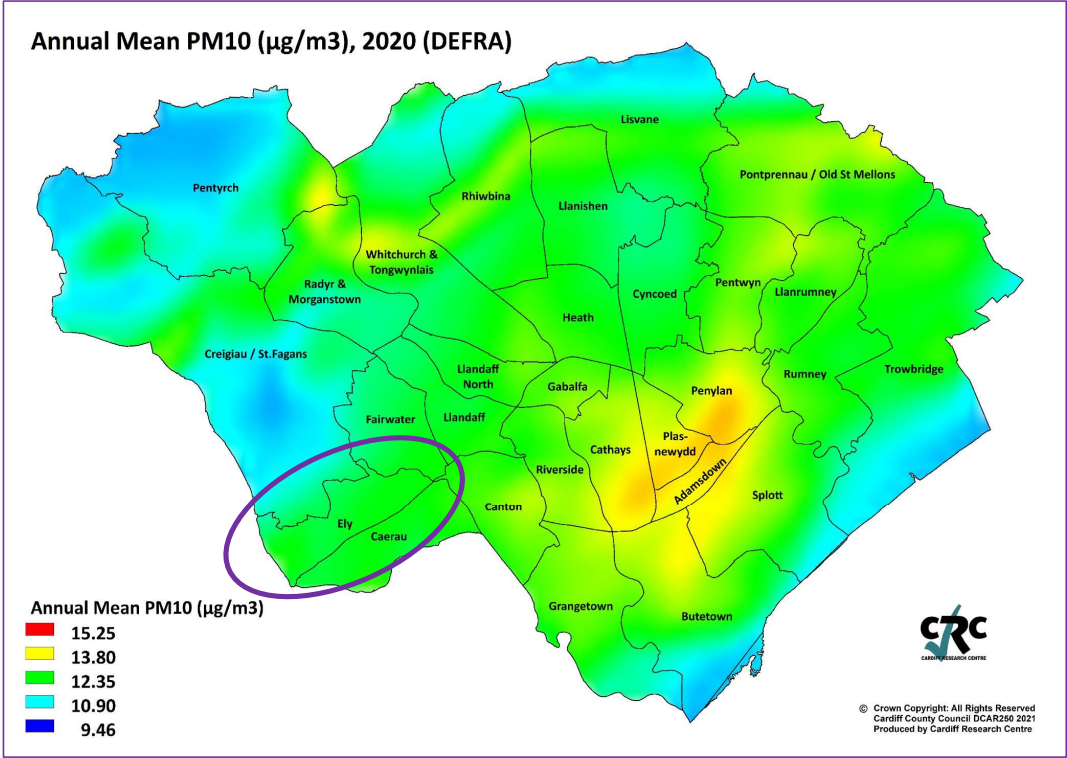 Annual Mean PM10 (µg/m3), 2020 (DEFRA)
Lisvane
Pontprennau / Old St Mellons
Pentyrch
Rhiwbina
Llanishen
Whitchurch &
Tongwynlais
Radyr &
Morganstown
Cyncoed
Pentwyn
Llanrumney
Heath
Creigiau / St.Fagans
Llandaff
North
Gabalfa
Penylan
Rumney
Trowbridge
Fairwater
Llandaff
Cathays
Plas-
newydd
Riverside
Adamsdown
Splott
Canton
Ely
Caerau
Grangetown
Butetown
Annual Mean PM10 (µg/m3)
15.25
13.80
12.35
10.90
9.46
CRC
CARDIFF RESEARCH CENTRE
© Crown Copyright: All Rights Reserved
Cardiff County Council DCAR250 2021
Produced by Cardiff Research Centre